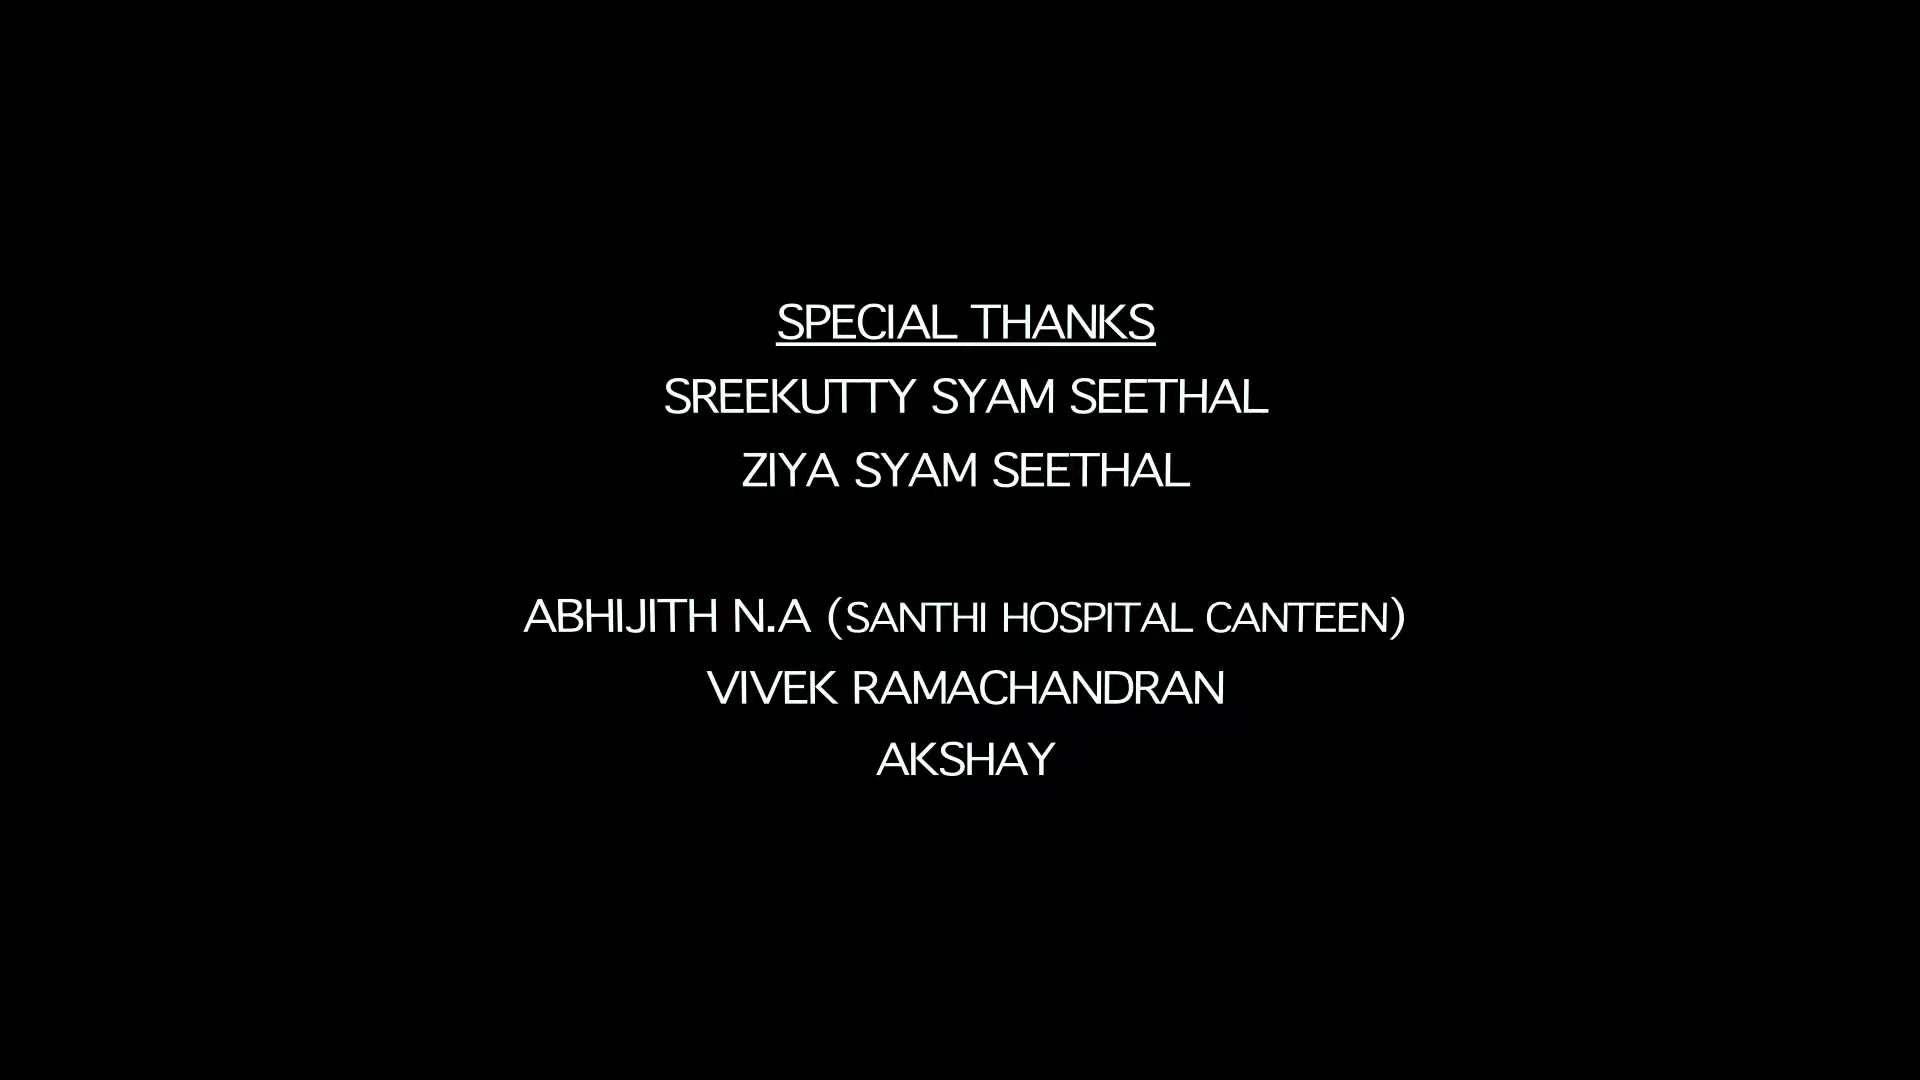 SPECIAL THANKS
SREEKUTTY SYAM SEETHAL
ZIYA SYAM SEETHAL
ABHIJITH N.A (SANTHI HOSPITAL CANTEEN)
VIVEK RAMACHANDRAN
AKSHAY